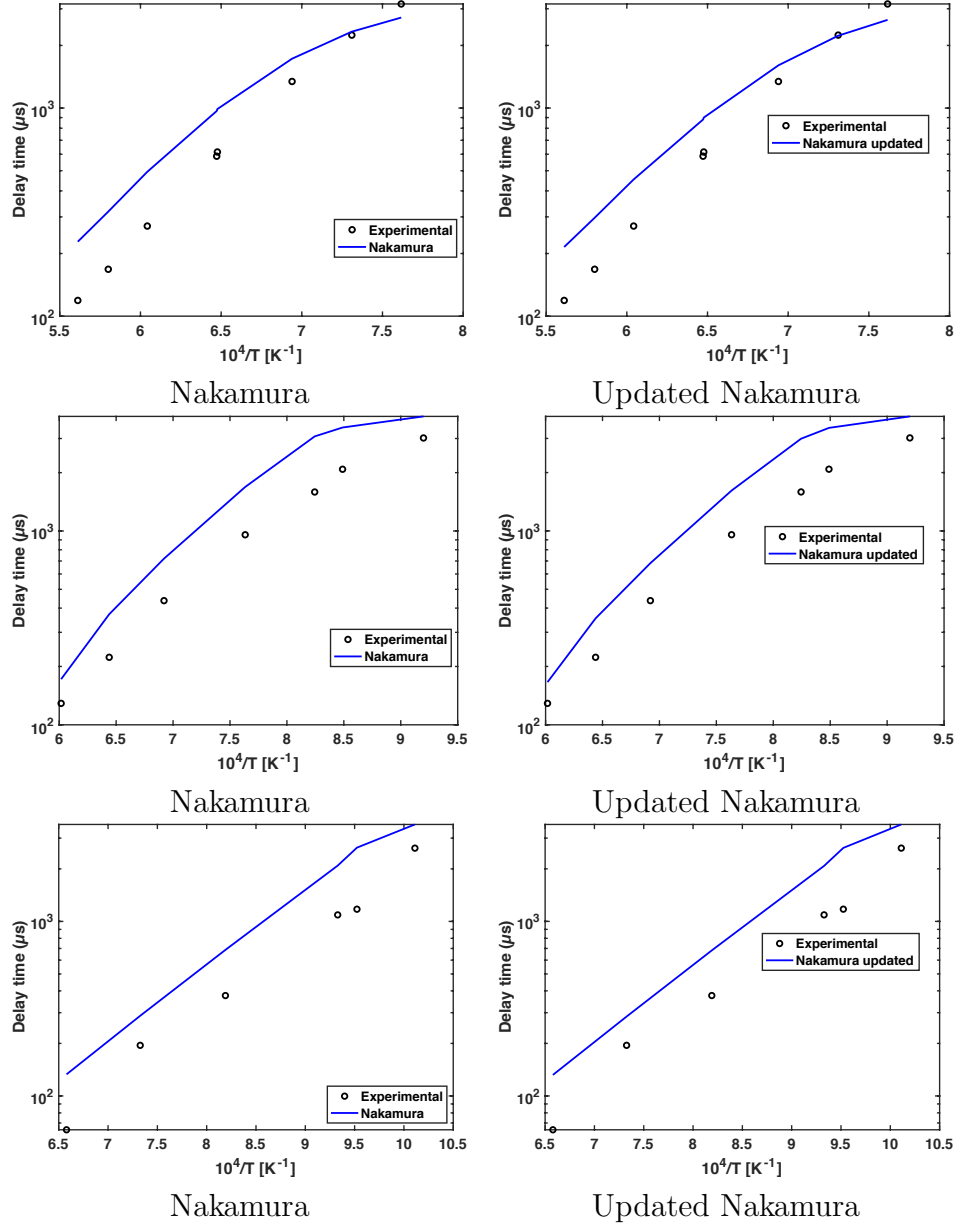 Delay time (µs)
10^3
10^2
5.5 6 6.5 7 7.5 8
10^4/T [K^-1]
Experimental
Nakamura
Nakamura
Delay time (µs)
10^3
10^2
5.5 6 6.5 7 7.5 8
10^4/T [K^-1]
Experimental
Nakamura updated
Updated Nakamura
Delay time (µs)
10^3
10^2
6 6.5 7 7.5 8 8.5 9 9.5
10^4/T [K^-1]
Experimental
Nakamura
Nakamura
Delay time (µs)
10^3
10^2
6 6.5 7 7.5 8 8.5 9 9.5
10^4/T [K^-1]
Experimental
Nakamura updated
Updated Nakamura
Delay time (µs)
10^3
10^2
6.5 7 7.5 8 8.5 9 9.5 10 10.5
10^4/T [K^-1]
Experimental
Nakamura
Nakamura
Delay time (µs)
10^3
10^2
6.5 7 7.5 8 8.5 9 9.5 10 10.5
10^4/T [K^-1]
Experimental
Nakamura updated
Updated Nakamura